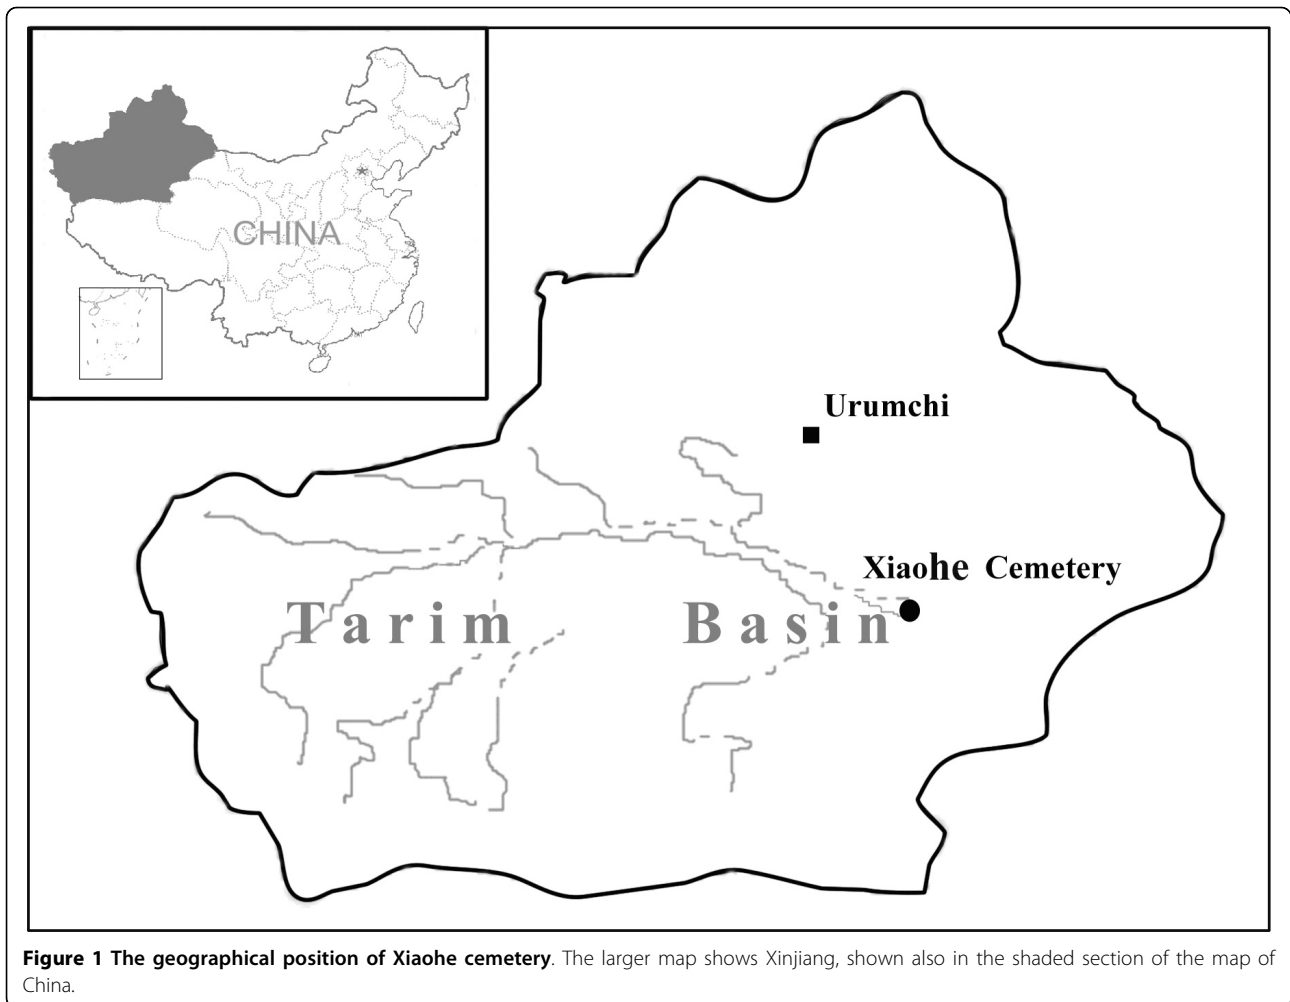 CHINA
Urumchi
Xiaohe Cemetery
Tarim Basin
Figure 1 The geographical position of Xiaohe cemetery. The larger map shows Xinjiang, shown also in the shaded section of the map of
China.